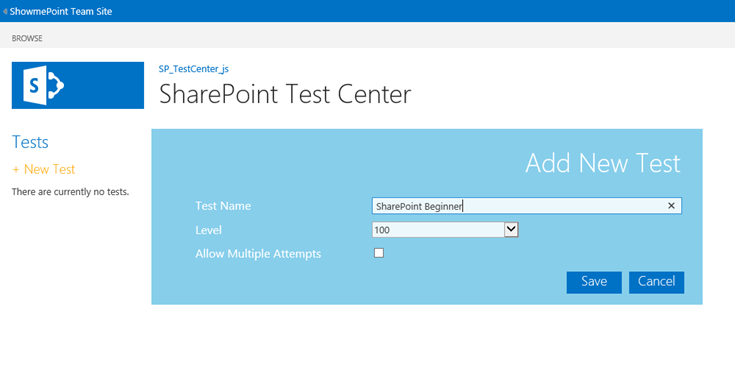 ShowmePoint Team Site
BROWSE
S
SP_TestCenter_js
SharePoint Test Center
Tests
+ New Test
There are currently no tests.
Add New Test
Test Name
SharePoint Beginner
Level
100
Allow Multiple Attempts
Save
Cancel